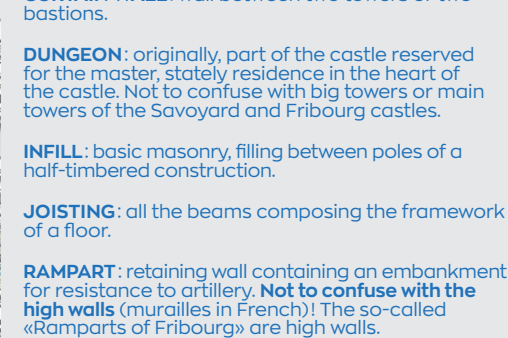 bastions.
DUNGEON: originally, part of the castle reserved
for the master, stately residence in the heart of
the castle. Not to confuse with big towers or main
towers of the Savoyard and Fribourg castles.
INFILL: basic masonry, filling between poles of a
half-timbered construction.
JOISTING: all the beams composing the framework
of a floor.
RAMPART: retaining wall containing an embankment
for resistance to artillery. Not to confuse with the
high walls (murailles in French)! The so-called
«Ramparts of Fribourg» are high walls.